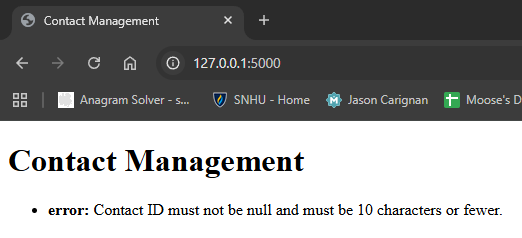 Contact Management
127.0.0.1:5000
Anagram Solver - s...
SNHU - Home
Jason Carignan
Moose's D
Contact Management
error: Contact ID must not be null and must be 10 characters or fewer.